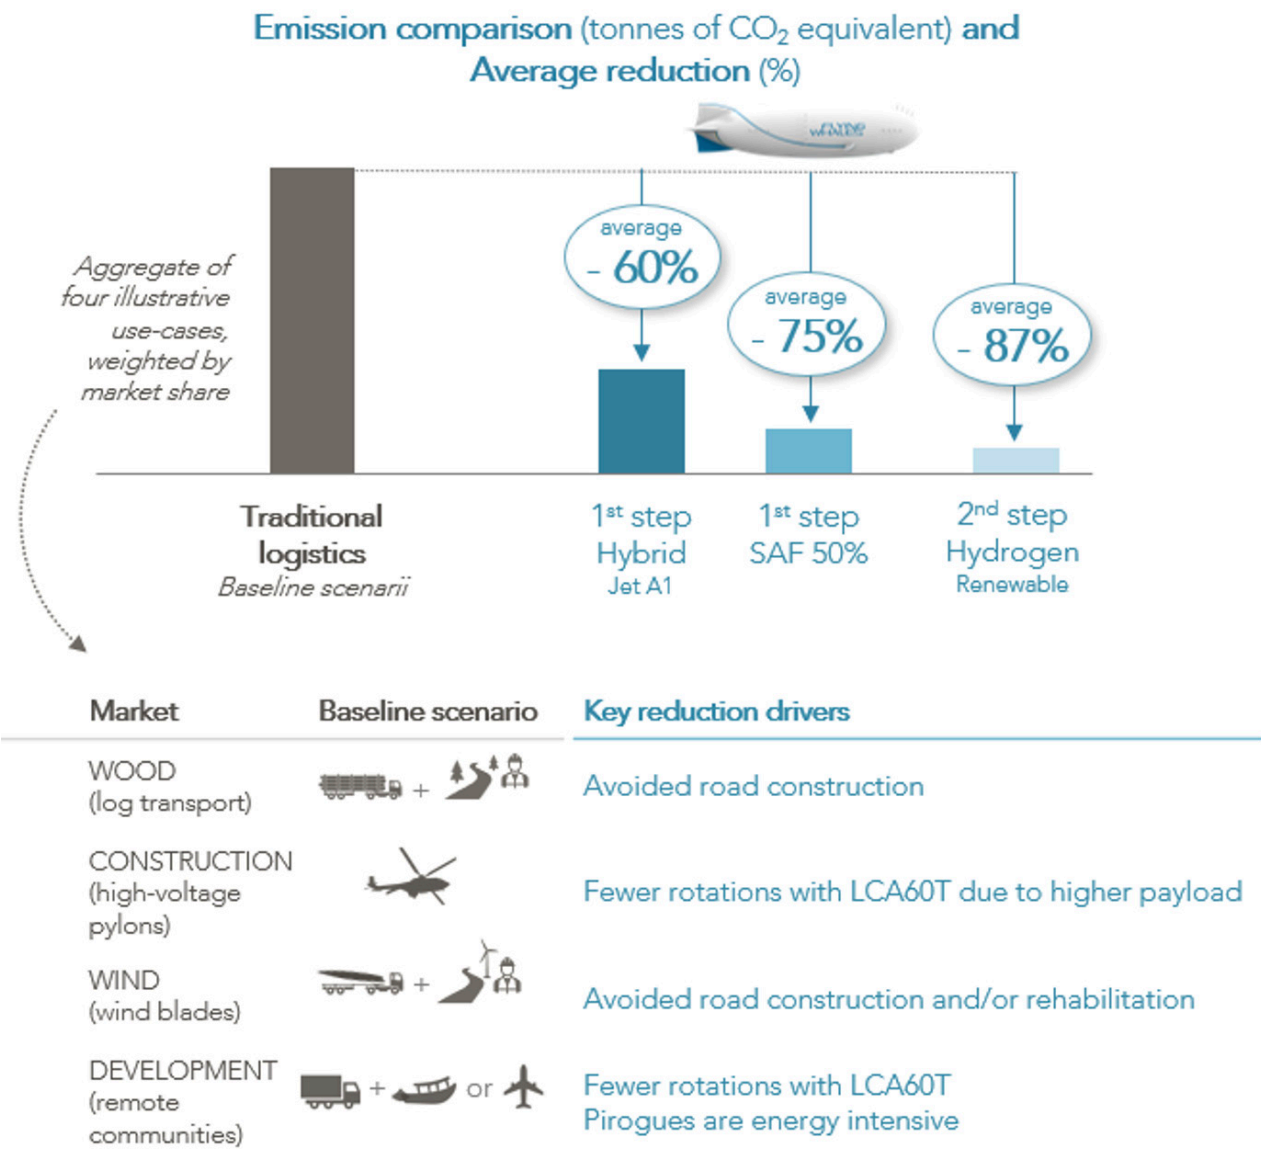 Emission comparison (tonnes of CO₂ equivalent) and
Average reduction (%)
FLYING
WHALES
Aggregate of
four illustrative
use-cases,
weighted by
market share
average
- 60%
average
- 75%
average
- 87%
Traditional
logistics
Baseline scenarii
1st step
Hybrid
Jet A1
1st step
SAF 50%
2nd step
Hydrogen
Renewable
Market Baseline scenario Key reduction drivers
WOOD
(log transport)
+
Avoided road construction
CONSTRUCTION
(high-voltage
pylons)
Fewer rotations with LCA60T due to higher payload
WIND
(wind blades)
+
Avoided road construction and/or rehabilitation
DEVELOPMENT
(remote
communities)
+ or
Fewer rotations with LCA60T
Pirogues are energy intensive